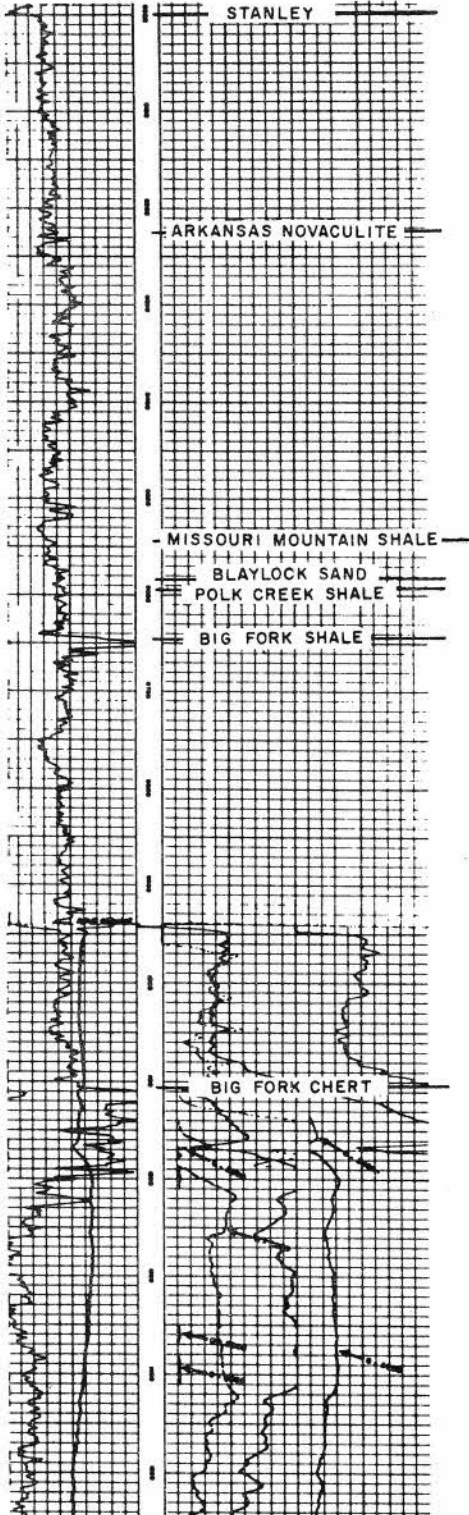 STANLEY
ARKANSAS NOVACULITE
MISSOURI MOUNTAIN SHALE
BLAYLOCK SAND
POLK CREEK SHALE
BIG FORK SHALE
BIG FORK CHERT